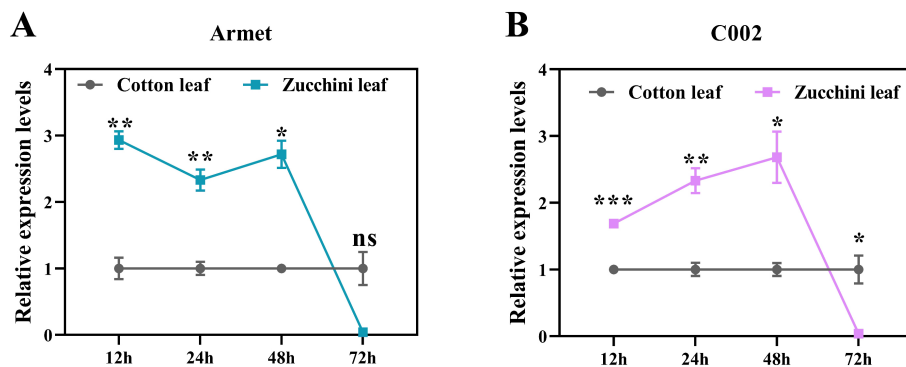 A
Armet
Relative expression levels
4
3
2
1
0
Cotton leaf
Zucchini leaf
**
**
*
ns
12h
24h
48h
72h
B
C002
Relative expression levels
4
3
2
1
0
Cotton leaf
Zucchini leaf
***
**
*
*
12h
24h
48h
72h